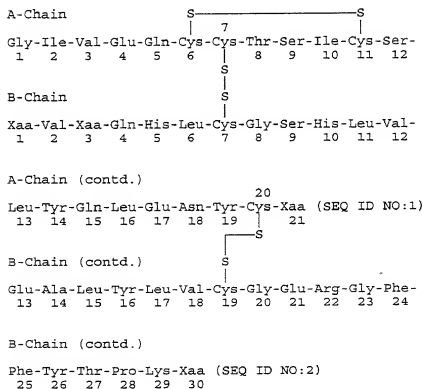 A-Chain
S S
7
Gly-Ile-Val-Glu-Gln-Cys-Cys-Thr-Ser-Ile-Cys-Ser-
1 2 3 4 5 6 8 9 10 11 12
S
B-Chain
S
Xaa-Val-Xaa-Gln-His-Leu-Cys-Gly-Ser-His-Leu-Val-
1 2 3 4 5 6 7 8 9 10 11 12
A-Chain (contd.)
20
Leu-Tyr-Gln-Leu-Glu-Asn-Tyr-Cys-Xaa (SEQ ID NO:1)
13 14 15 16 17 18 19 21
S
B-Chain (contd.)
S
Glu-Ala-Leu-Tyr-Leu-Val-Cys-Gly-Glu-Arg-Gly-Phe-
13 14 15 16 17 18 19 20 21 22 23 24
B-Chain (contd.)
Phe-Tyr-Thr-Pro-Lys-Xaa (SEQ ID NO:2)
25 26 27 28 29 30